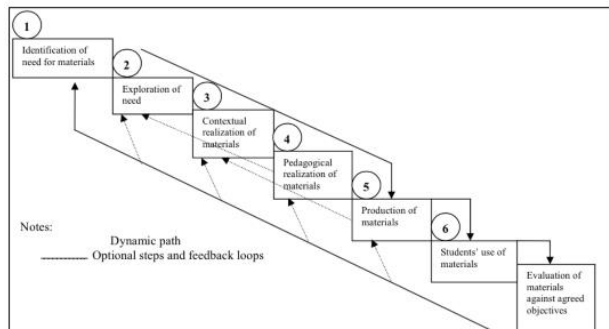 1
Identification of
need for materials
2
Exploration of
need
3
Contextual
realization of
materials
4
Pedagogical
realization of
materials
5
Production of
materials
6
Students' use of
materials
Evaluation of
materials
against agreed
objectives
Notes:
Dynamic path
Optional steps and feedback loops